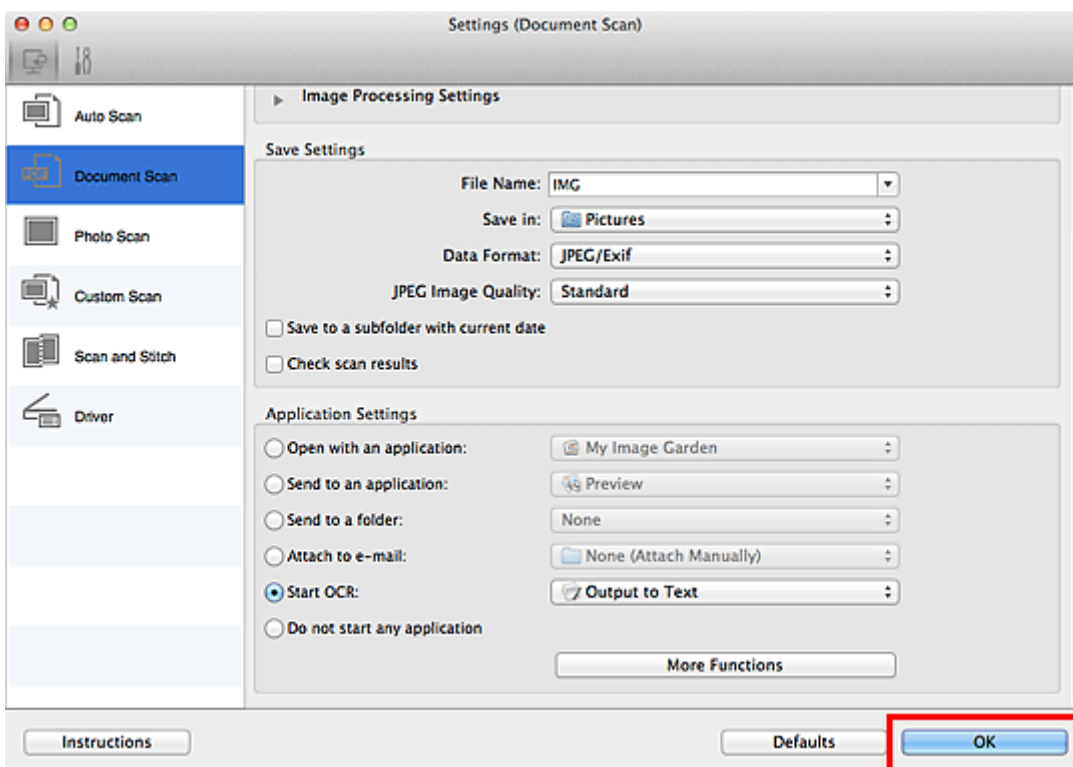 Settings (Document Scan)
Auto Scan
PDF
Document Scan
Photo Scan
Custom Scan
Scan and Stitch
Driver
Image Processing Settings
Save Settings
File Name: IMG
Save in: Pictures
Data Format: JPEG/Exif
JPEG Image Quality: Standard
Save to a subfolder with current date
Check scan results
Application Settings
Open with an application: My Image Garden
Send to an application: Preview
Send to a folder: None
Attach to e-mail: None (Attach Manually)
Start OCR: Output to Text
Do not start any application
More Functions
Instructions Defaults OK